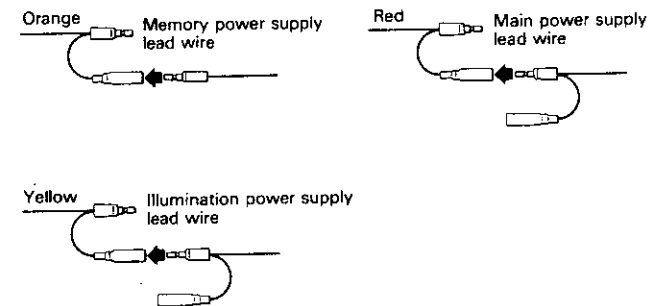 Orange
Memory power supply
lead wire
Red
Main power supply
lead wire
Yellow
Illumination power supply
lead wire